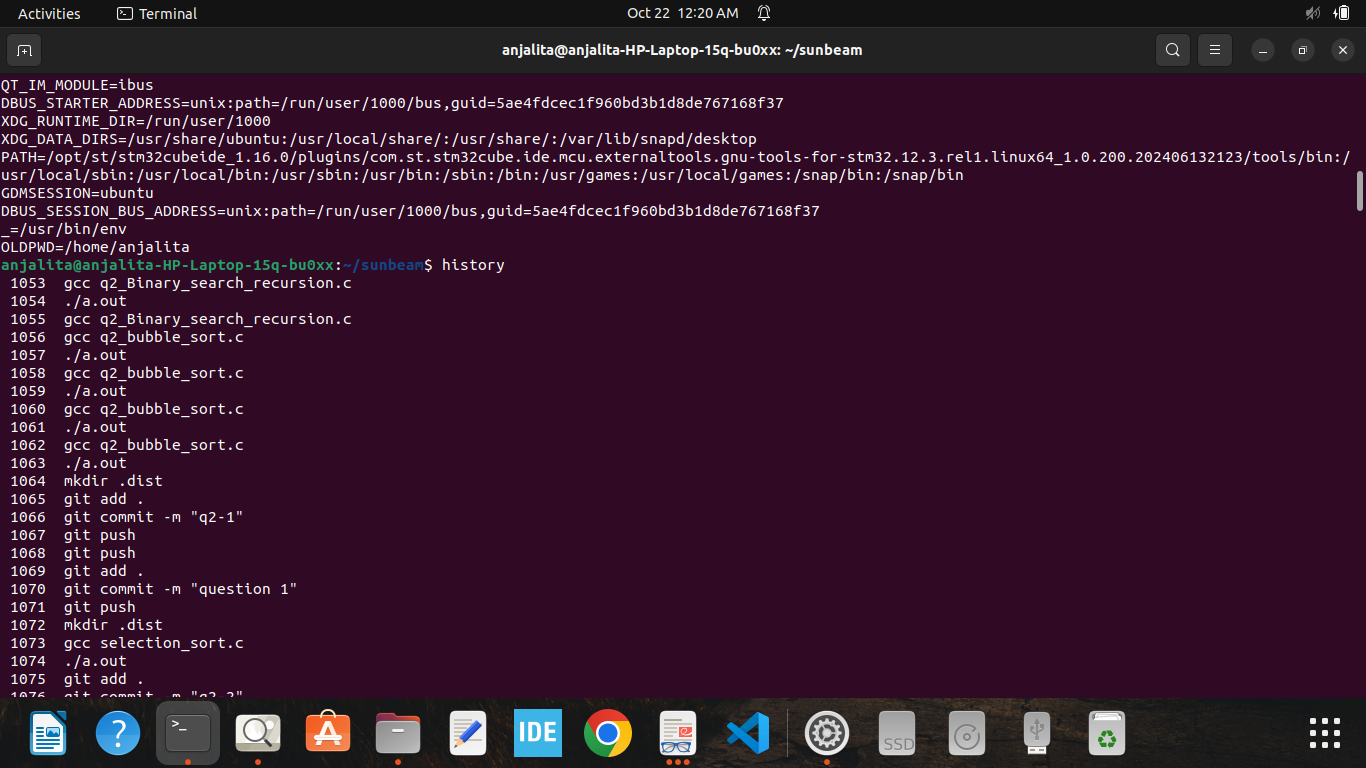 Activities
Terminal
Oct 22 12:20 AM
anjalita@anjalita-HP-Laptop-15q-bu0xx: ~/sunbeam
QT_IM_MODULE=ibus
DBUS_STARTER_ADDRESS=unix:path=/run/user/1000/bus,guid=5ae4fdcec1f960bd3b1d8de767168f37
XDG_RUNTIME_DIR=/run/user/1000
XDG_DATA_DIRS=/usr/share/ubuntu:/usr/local/share/:/usr/share/:/var/lib/snapd/desktop
PATH=/opt/st/stm32cubeide_1.16.0/plugins/com.st.stm32cube.ide.mcu.externaltools.gnu-tools-for-stm32.12.3.rel1.linux64_1.0.200.202406132123/tools/bin:/
usr/local/sbin:/usr/local/bin:/usr/sbin:/usr/bin:/sbin:/bin:/usr/games:/usr/local/games:/snap/bin:/snap/bin
GDMSESSION=ubuntu
DBUS_SESSION_BUS_ADDRESS=unix:path=/run/user/1000/bus,guid=5ae4fdcec1f960bd3b1d8de767168f37
_=/usr/bin/env
OLDPWD=/home/anjalita
anjalita@anjalita-HP-Laptop-15q-bu0xx:~/sunbeam$ history
1053 gcc q2_Binary_search_recursion.c
1054 ./a.out
1055 gcc q2_Binary_search_recursion.c
1056 gcc q2_bubble_sort.c
1057 ./a.out
1058 gcc q2_bubble_sort.c
1059 ./a.out
1060 gcc q2_bubble_sort.c
1061 ./a.out
1062 gcc q2_bubble_sort.c
1063 ./a.out
1064 mkdir .dist
1065 git add .
1066 git commit -m "q2-1"
1067 git push
1068 git push
1069 git add .
1070 git commit -m "question 1"
1071 git push
1072 mkdir .dist
1073 gcc selection_sort.c
1074 ./a.out
1075 git add .
1076 git commit -m
>_
IDE
SSD